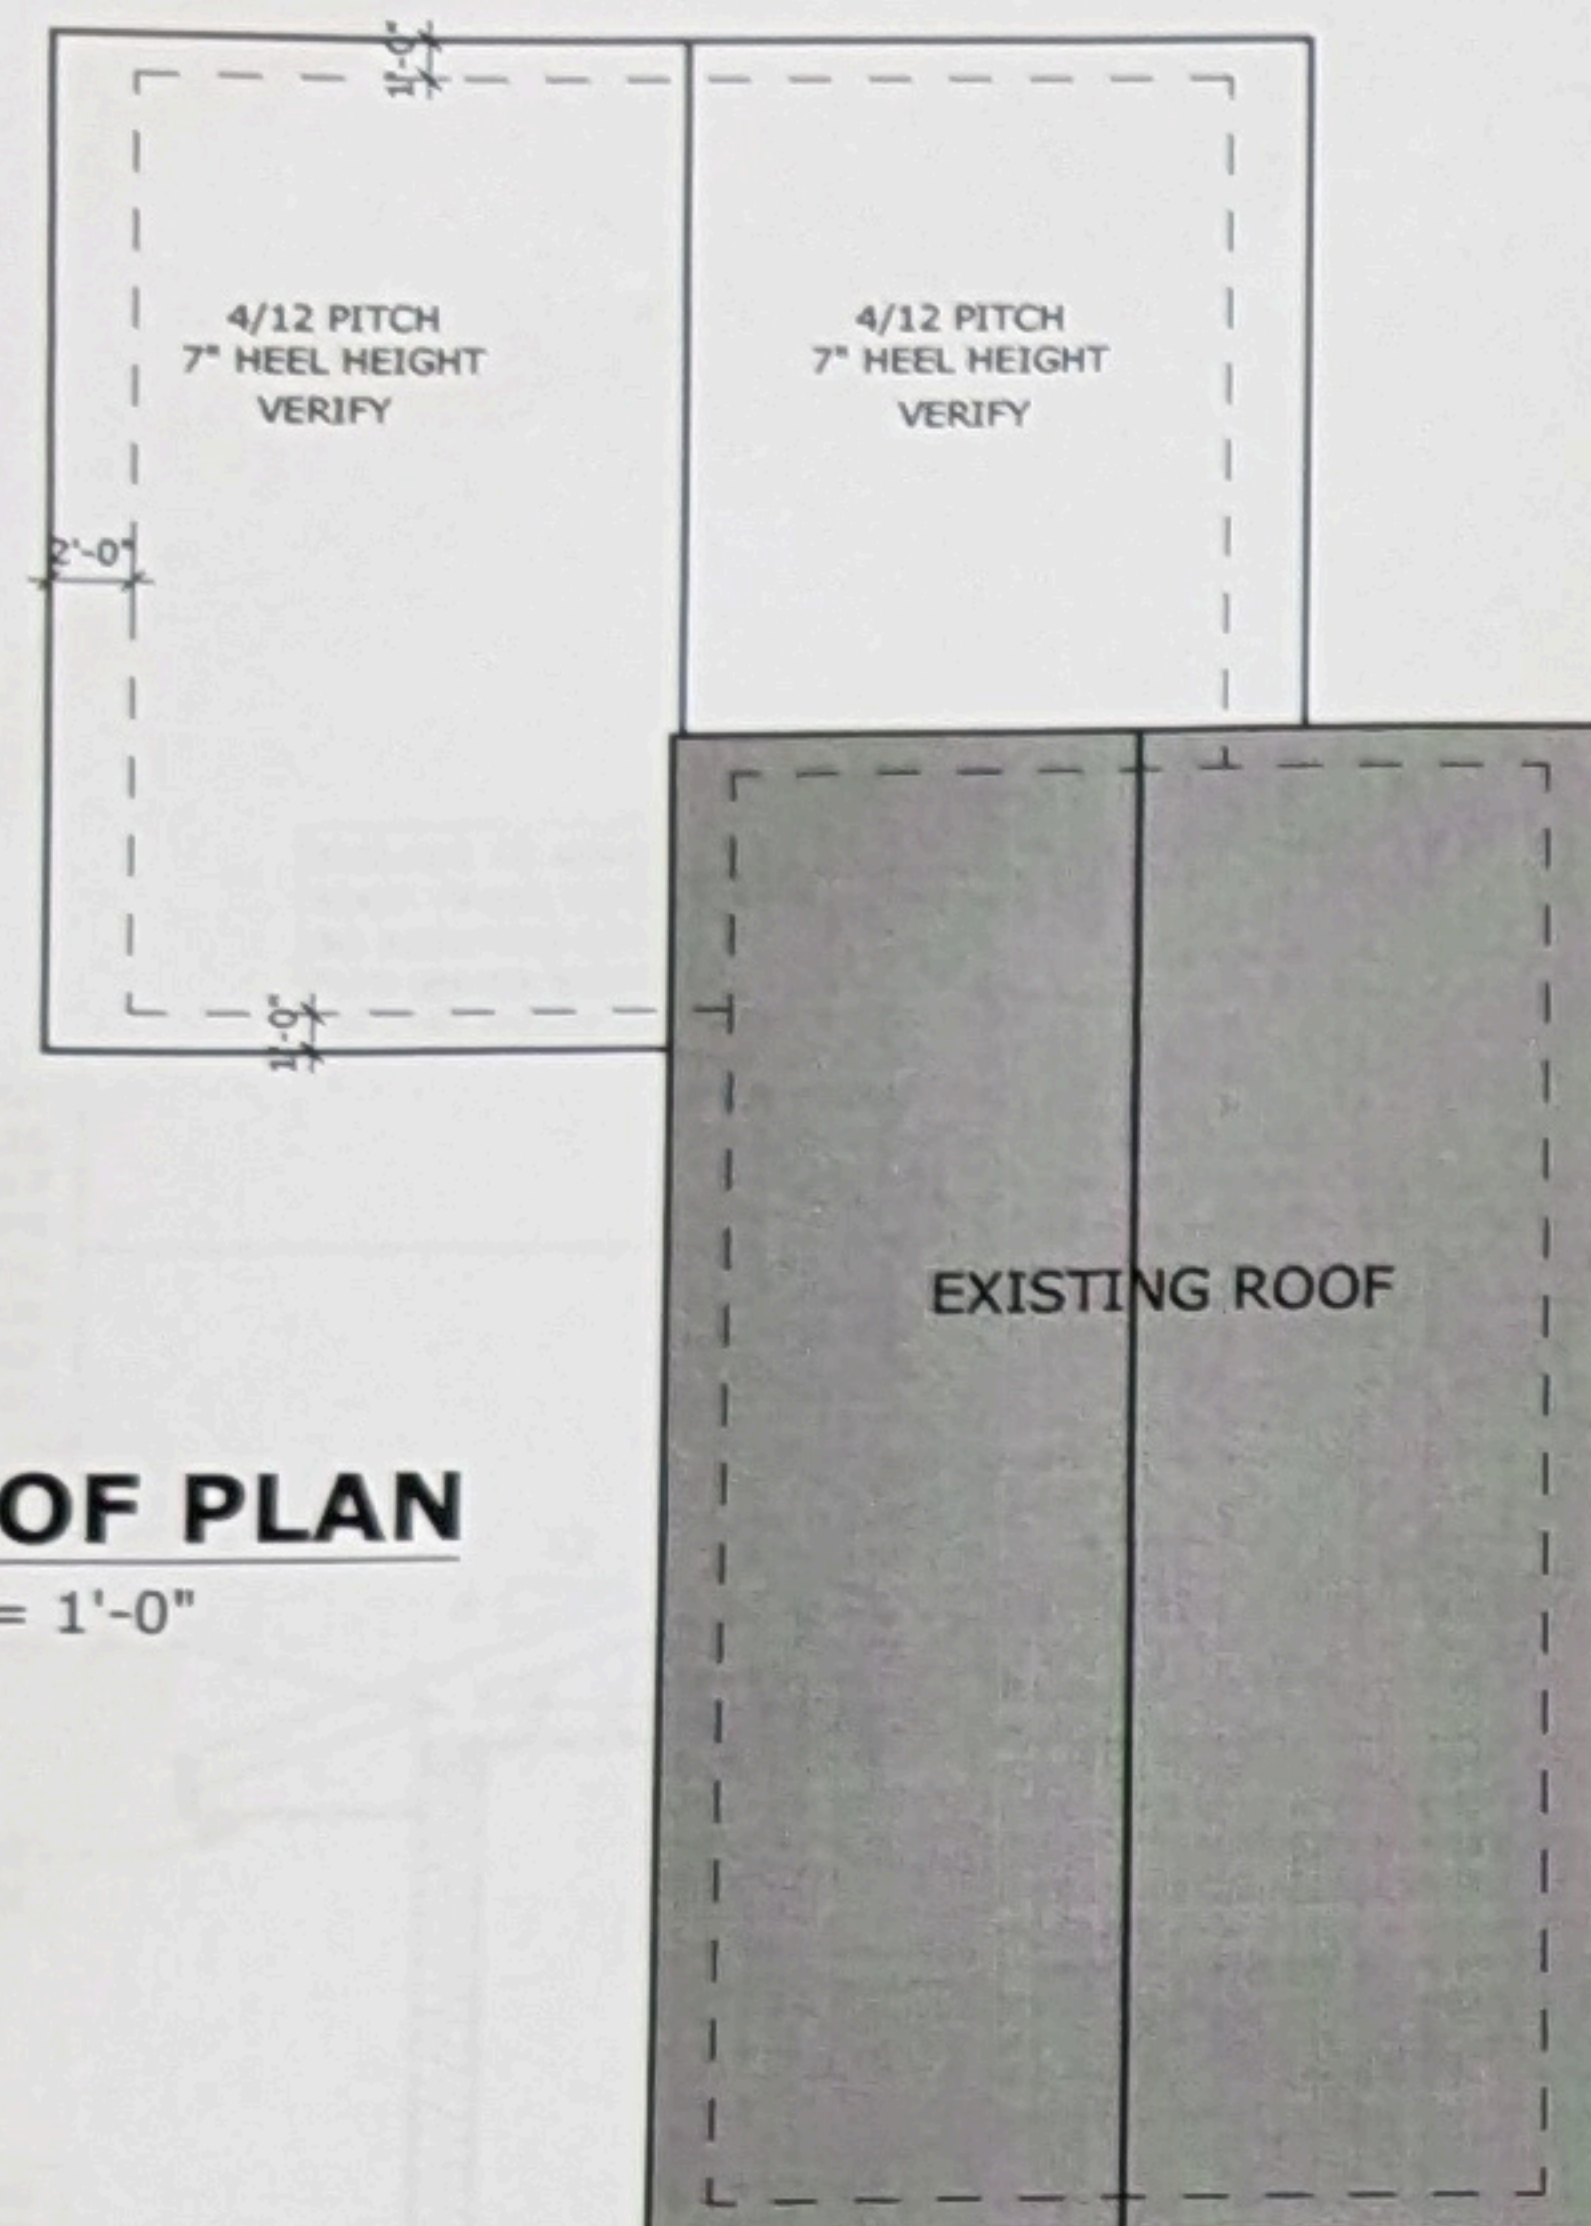 1'-0"
4/12 PITCH
7" HEEL HEIGHT
VERIFY
4/12 PITCH
7" HEEL HEIGHT
VERIFY
2'-0"
1'-0"
EXISTING ROOF
OF PLAN
= 1'-0"